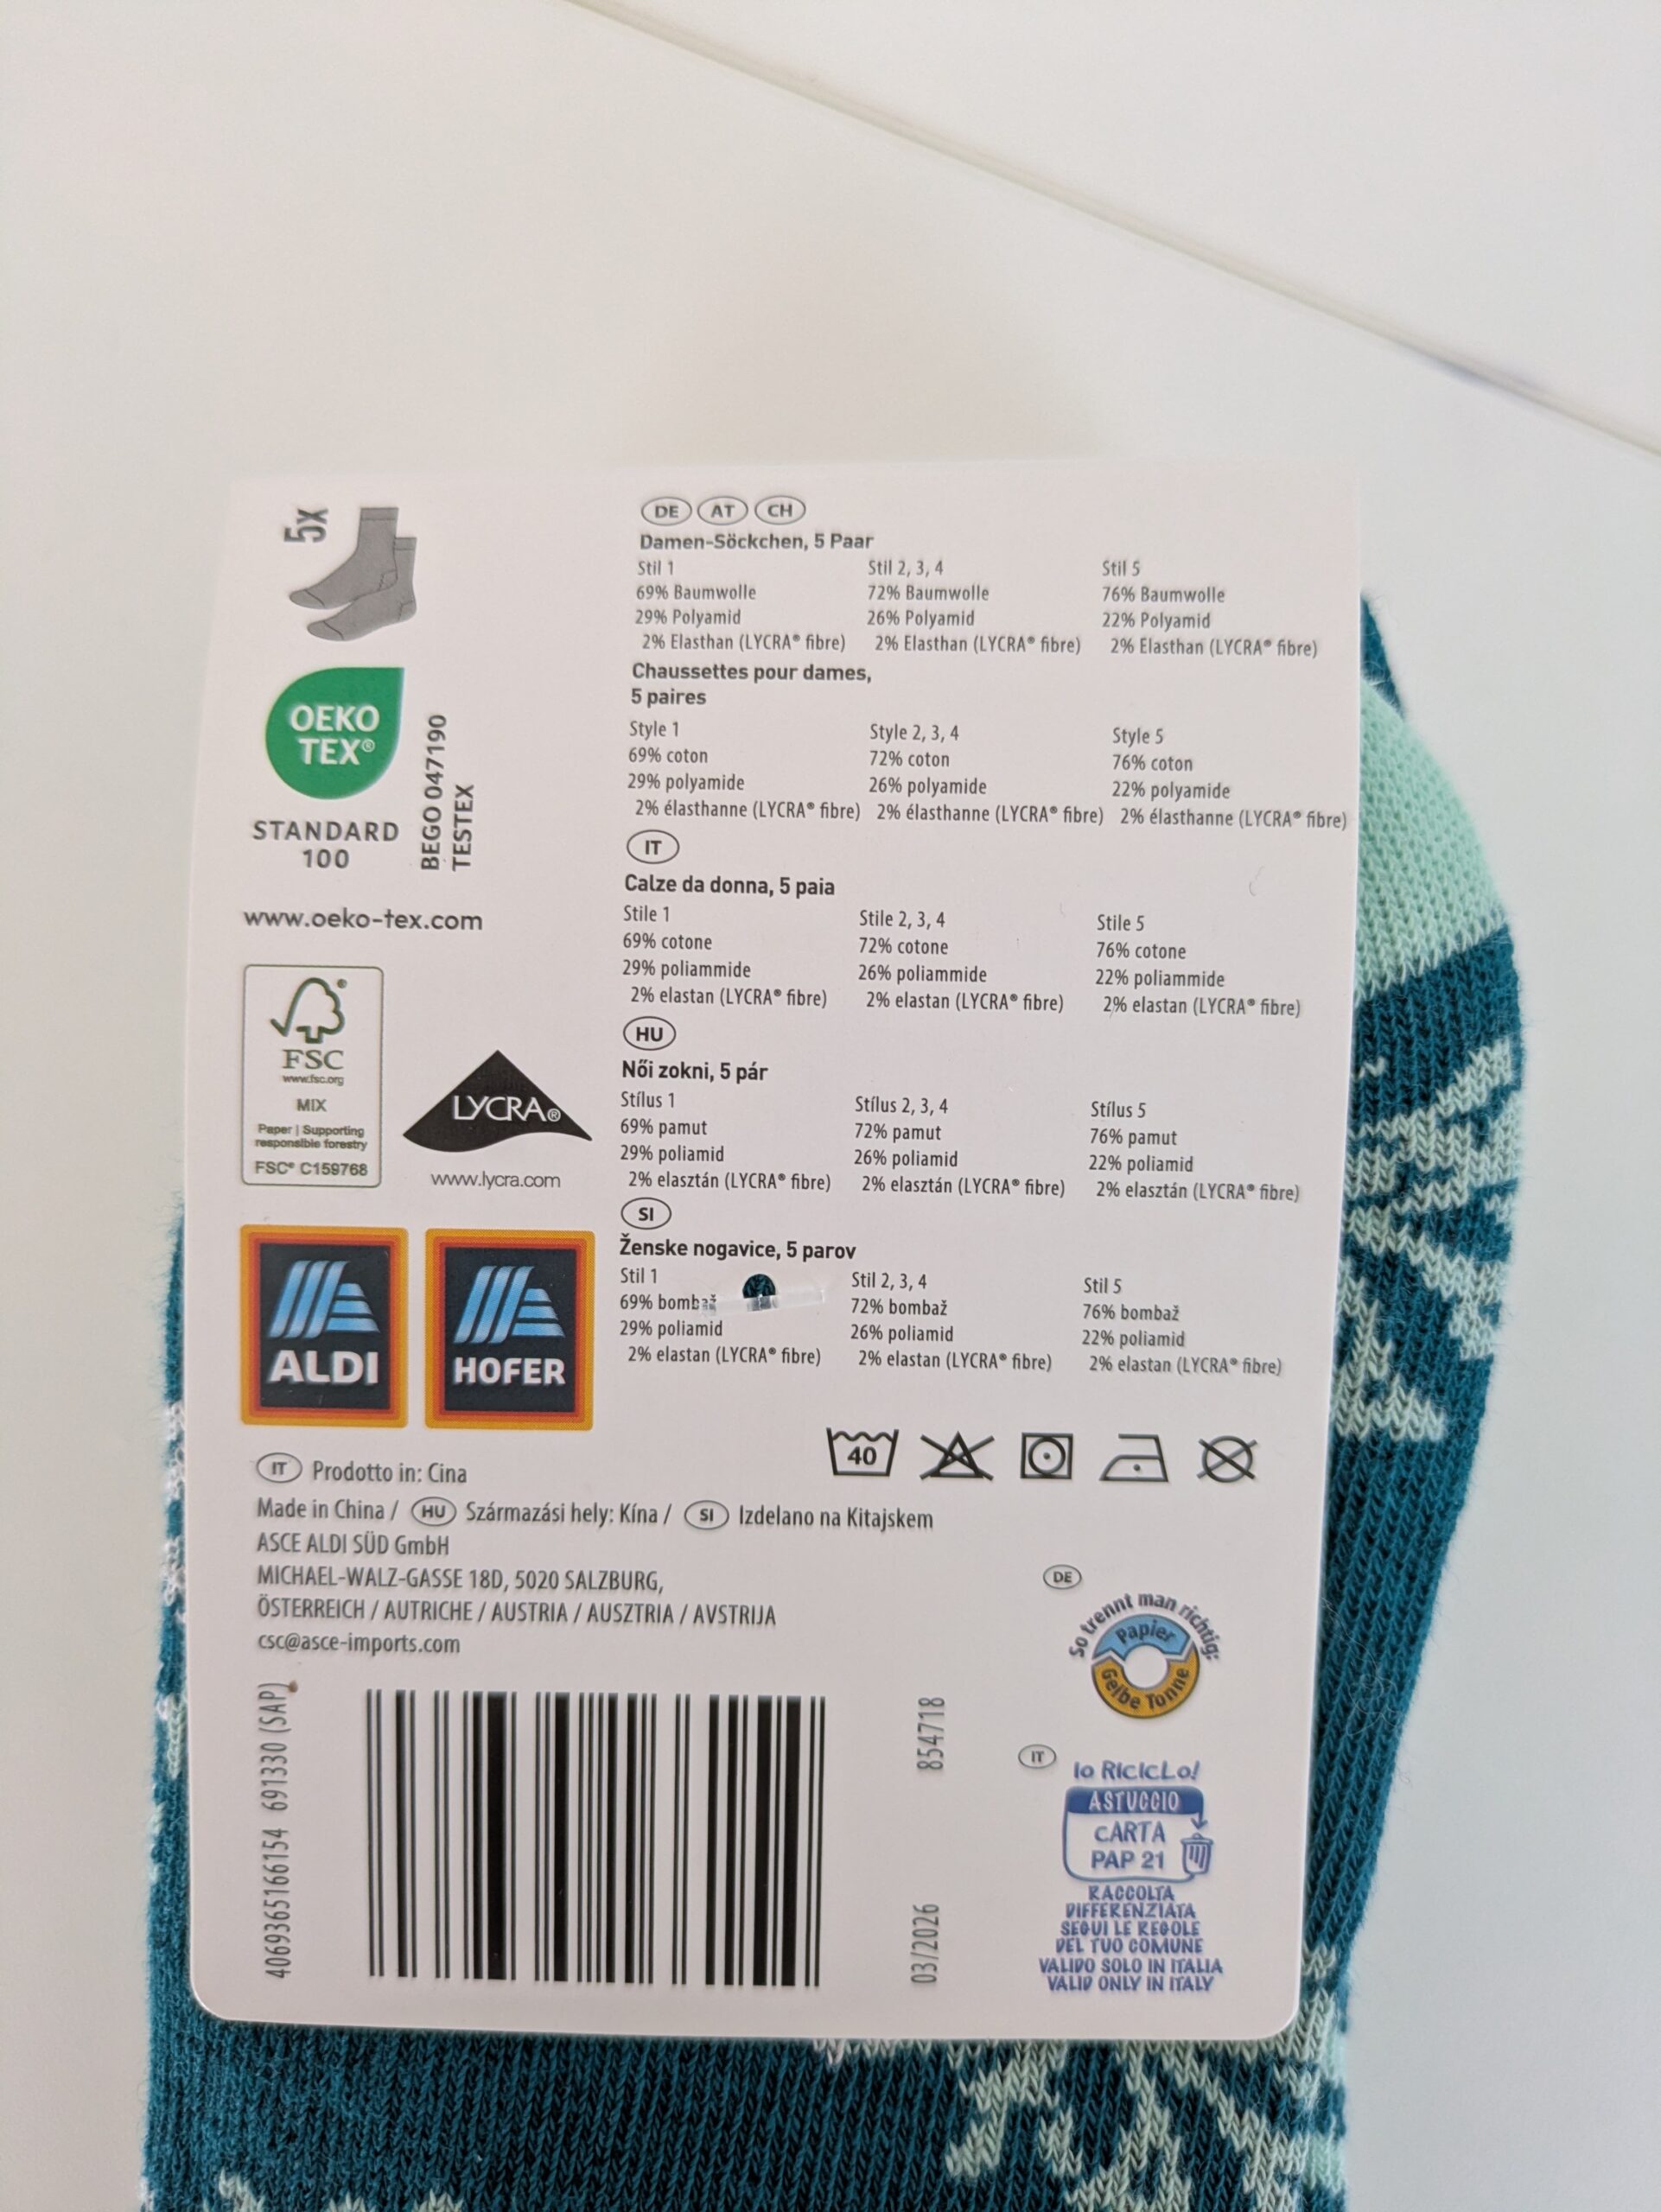 5x
OEKO
TEX®
STANDARD
100
BEGO 047190
TESTEX
www.oeko-tex.com
FSC
www.fsc.org
MIX
Paper | Supporting
responsible forestry
FSC® C159768
LYCRA®
www.lycra.com
ALDI
HOFER
DE AT CH
Damen-Söckchen, 5 Paar
Stil 1 Stil 2, 3, 4 Stil 5
69% Baumwolle 72% Baumwolle 76% Baumwolle
29% Polyamid 26% Polyamid 22% Polyamid
2% Elasthan (LYCRA® fibre) 2% Elasthan (LYCRA® fibre) 2% Elasthan (LYCRA® fibre)
Chaussettes pour dames,
5 paires
Style 1 Style 2, 3, 4 Style 5
69% coton 72% coton 76% coton
29% polyamide 26% polyamide 22% polyamide
2% élasthanne (LYCRA® fibre) 2% élasthanne (LYCRA® fibre) 2% élasthanne (LYCRA® fibre)
IT
Calze da donna, 5 paia
Stile 1 Stile 2, 3, 4 Stile 5
69% cotone 72% cotone 76% cotone
29% poliammide 26% poliammide 22% poliammide
2% elastan (LYCRA® fibre) 2% elastan (LYCRA® fibre) 2% elastan (LYCRA® fibre)
HU
Női zokni, 5 pár
Stílus 1 Stílus 2, 3, 4 Stílus 5
69% pamut 72% pamut 76% pamut
29% poliamid 26% poliamid 22% poliamid
2% elasztán (LYCRA® fibre) 2% elasztán (LYCRA® fibre) 2% elasztán (LYCRA® fibre)
SI
Ženske nogavice, 5 parov
Stil 1 Stil 2, 3, 4 Stil 5
69% bombaž 72% bombaž 76% bombaž
29% poliamid 26% poliamid 22% poliamid
2% elastan (LYCRA® fibre) 2% elastan (LYCRA® fibre) 2% elastan (LYCRA® fibre)
40
IT Prodotto in: Cina
Made in China / HU Származási hely: Kína / SI Izdelano na Kitajskem
ASCE ALDI SÜD GmbH
MICHAEL-WALZ-GASSE 18D, 5020 SALZBURG,
ÖSTERREICH / AUTRICHE / AUSTRIA / AUSZTRIA / AVSTRIJA
csc@asce-imports.com
4069365166154 691330 (SAP)
854718
03/2026
DE
So trennt man richtig:
Papier
Gelbe Tonne
IT
Io RICICLo!
ASTUCCIO
CARTA
PAP 21
RACCOLTA
DIFFERENZIATA
SEGUI LE REGOLE
DEL TUO COMUNE
VALIDO SOLO IN ITALIA
VALID ONLY IN ITALY